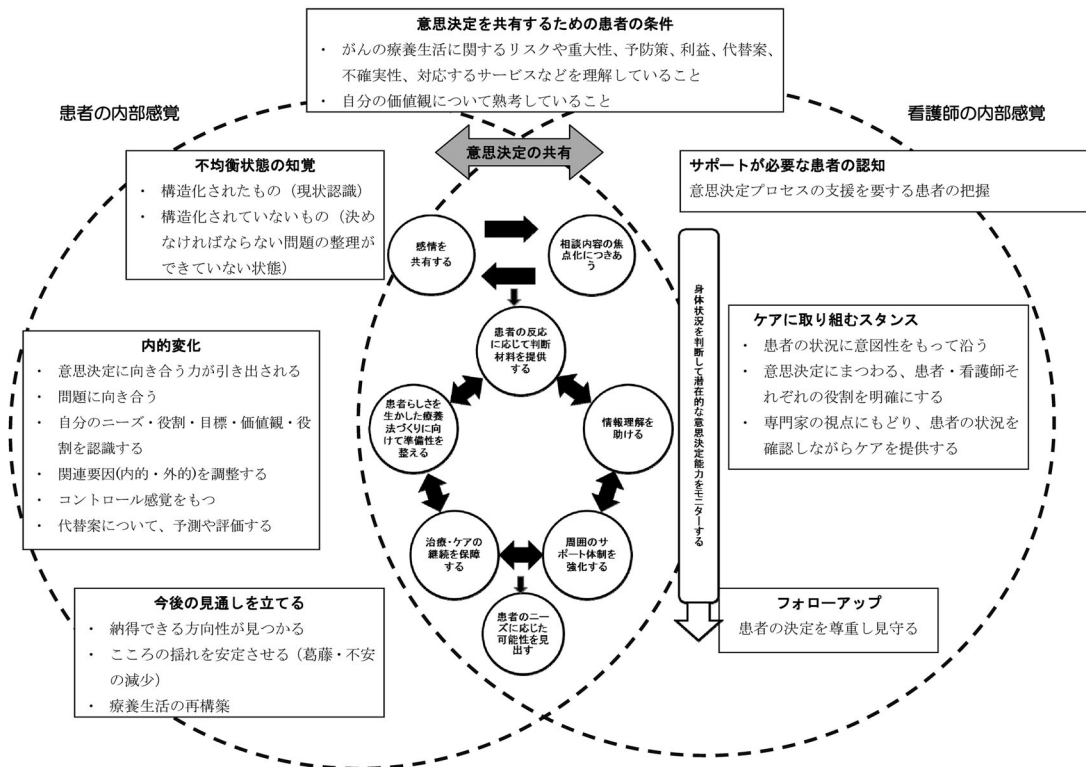 意思決定を共有するための患者の条件
・ がんの療養生活に関するリスクや重大性、予防策、利益、代替案、
不確実性、対応するサービスなどを理解していること
・ 自分の価値観について熟考していること
患者の内部感覚
看護師の内部感覚
意思決定の共有
不均衡状態の知覚
・ 構造化されたもの（現状認識）
・ 構造化されていないもの（決め
なければならない問題の整理が
できていない状態）
サポートが必要な患者の認知
意思決定プロセスの支援を要する患者の把握
感情を
共有する
相談内容の焦
点化につきあ
う
患者の反応
に応じて判断
材料を提供
する
患者らしさを
生かした療養
法づくりに向
けて準備性を
整える
情報理解を
助ける
治療・ケアの
継続を保障
する
周囲のサ
ポート体制を
強化する
患者のニー
ズに応じた
可能性を見
出す
身体状況を判断して潜在的な意思決定能力をモニターする
内的変化
・ 意思決定に向き合う力が引き出される
・ 問題に向き合う
・ 自分のニーズ・役割・目標・価値観・役
割を認識する
・ 関連要因(内的・外的)を調整する
・ コントロール感覚をもつ
・ 代替案について、予測や評価する
ケアに取り組むスタンス
・ 患者の状況に意図性をもって沿う
・ 意思決定にまつわる、患者・看護師そ
れぞれの役割を明確にする
・ 専門家の視点にもどり、患者の状況を
確認しながらケアを提供する
今後の見通しを立てる
・ 納得できる方向性が見つかる
・ こころの揺れを安定させる（葛藤・不安
の減少）
・ 療養生活の再構築
フォローアップ
患者の決定を尊重し見守る